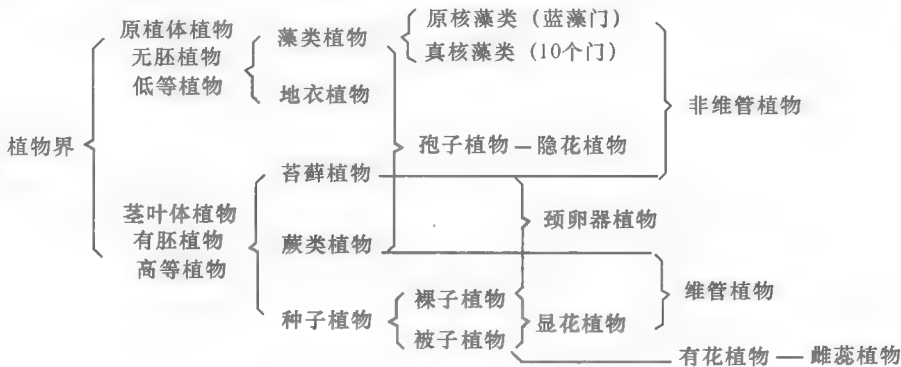 原植体植物
无胚植物
低等植物
藻类植物
原核藻类（蓝藻门）
真核藻类（10个门）
地衣植物
非维管植物
植物界
孢子植物—隐花植物
苔藓植物
茎叶体植物
有胚植物
高等植物
颈卵器植物
蕨类植物
种子植物
裸子植物
被子植物
显花植物
维管植物
有花植物—雌蕊植物